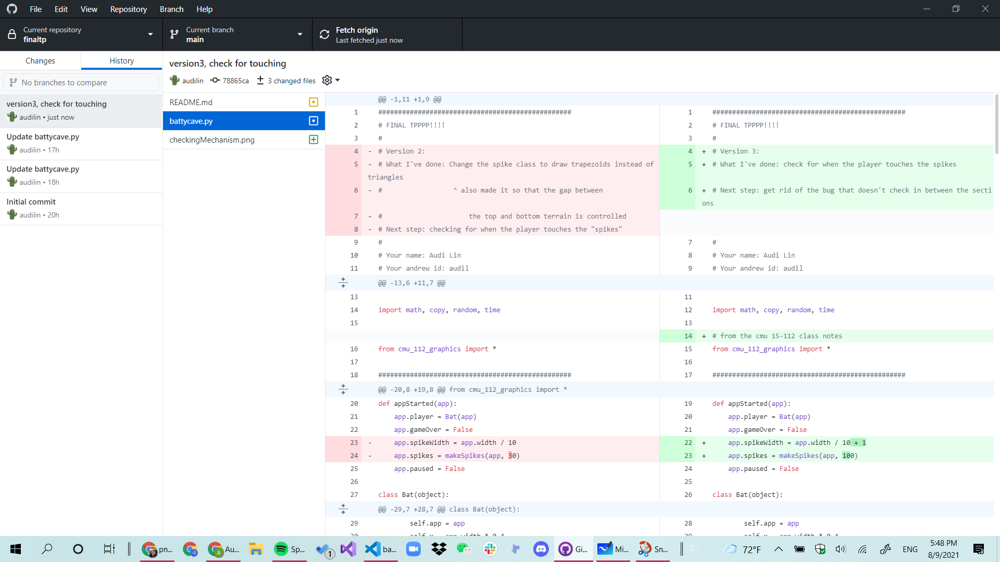 File Edit View Repository Branch Help
Current repository
finaltp
Current branch
main
Fetch origin
Last fetched just now
Changes History
No branches to compare
version3, check for touching
audilin • just now
Update battycave.py
audilin • 17h
Update battycave.py
audilin • 18h
Initial commit
audilin • 20h
version3, check for touching
audilin 78865ca 3 changed files
README.md
battycave.py
checkingMechanism.png
@@ -1,11 +1,9 @@
1 ################################################# 1 #################################################
2 # FINAL TPPPP!!!! 2 # FINAL TPPPP!!!!
3 # 3 #
4 - # Version 2: 4 + # Version 3:
5 - # What I've done: Change the spike class to draw trapezoids instead of 5 + # What I've done: check for when the player touches the spikes
triangles
6 - # ^ also made it so that the gap between 6 + # Next step: get rid of the bug that doesn't check in between the secti
ons
7 - # the top and bottom terrain is controlled
8 - # Next step: checking for when the player touches the "spikes"
9 # 7 #
10 # Your name: Audi Lin 8 # Your name: Audi Lin
11 # Your andrew id: audil 9 # Your andrew id: audil
@@ -13,6 +11,7 @@
13 11
14 import math, copy, random, time 12 import math, copy, random, time
15 13
14 + # from the cmu 15-112 class notes
16 from cmu_112_graphics import * 15 from cmu_112_graphics import *
17 16
18 ################################################# 17 #################################################
@@ -20,8 +19,8 @@ from cmu_112_graphics import *
20 def appStarted(app): 19 def appStarted(app):
21 app.player = Bat(app) 20 app.player = Bat(app)
22 app.gameOver = False 21 app.gameOver = False
23 - app.spikeWidth = app.width / 10 22 + app.spikeWidth = app.width / 10 + 1
24 - app.spikes = makeSpikes(app, 30) 23 + app.spikes = makeSpikes(app, 100)
25 app.paused = False 24 app.paused = False
26 25
27 class Bat(object): 26 class Bat(object):
@@ -29,7 +28,7 @@ class Bat(object):
29 self.app = app 28 self.app = app
pn... Au... Sp... 1 ba... Gi... Mi... Sn... EN 72°F ENG
5:48 PM
8/9/2021